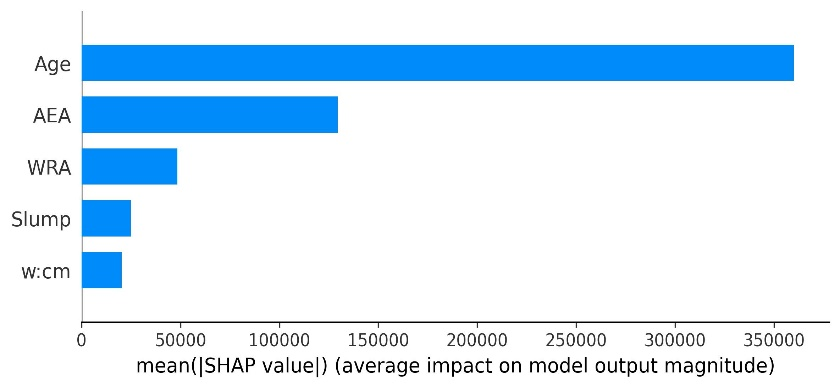 Age
AEA
WRA
Slump
w:cm
0 50000 100000 150000 200000 250000 300000 350000
mean(|SHAP value|) (average impact on model output magnitude)